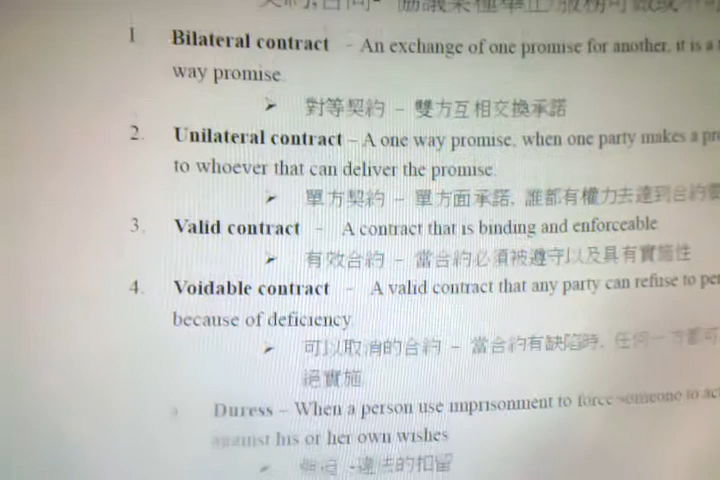 1 Bilateral contract – An exchange of one promise for another, it is a
way promise.
➢ 對等契約 – 雙方互相交換承諾
2. Unilateral contract – A one way promise, when one party makes a
to whoever that can deliver the promise.
➢ 單方契約 – 單方面承諾, 誰都有權力去達到合約
3. Valid contract – A contract that is binding and enforceable
➢ 有效合約 – 當合約必須被遵守以及具有實施性
4. Voidable contract – A valid contract that any party can refuse to
because of deficiency.
➢ 可以取消的合約 – 當合約有缺陷時, 任何一方都可
絕實施
a Duress – When a person use imprisonment to force someone to
against his or her own wishes
➢ -違法的扣留